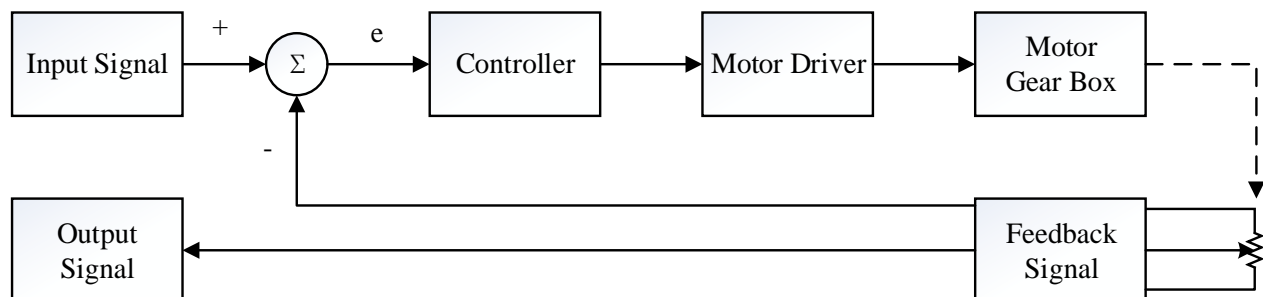 +
e
Input Signal
Σ
Controller
Motor Driver
Motor
Gear Box
-
Output
Signal
Feedback
Signal